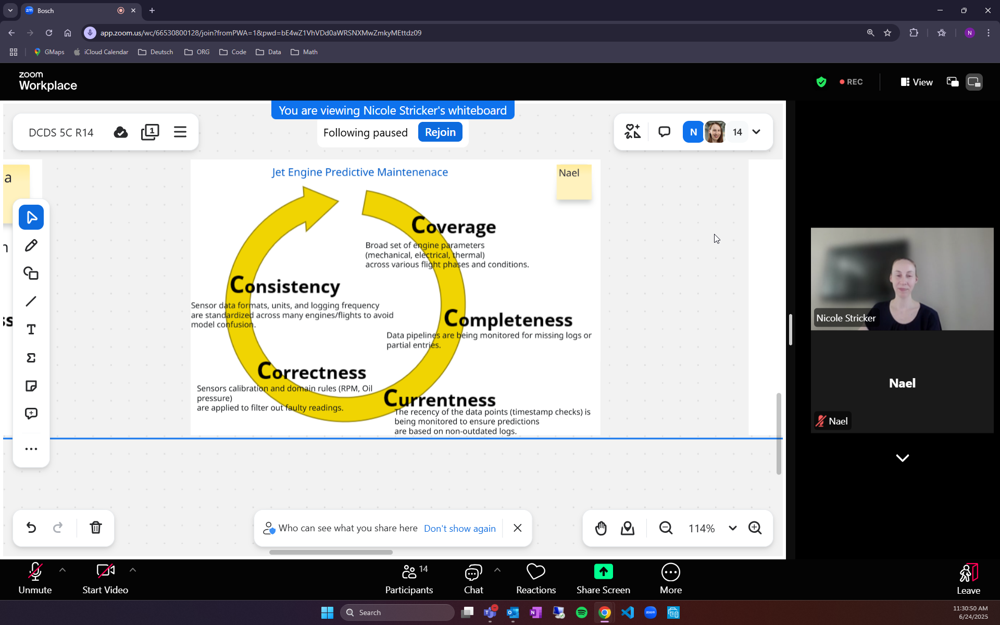 Bosch
app.zoom.us/wc/66530800128/join?fromPWA=1&pwd=bE4wZ1VhVDd0aWRSNXMwZmkyMEttdz09
N
GMaps
iCloud Calendar
Deutsch
ORG
Code
Data
Math
zoom
Workplace
REC
View
You are viewing Nicole Stricker's whiteboard
DCDS 5C R14
1
Following paused
Rejoin
N
14
a
Jet Engine Predictive Maintenenace
Nael
Coverage
Broad set of engine parameters
(mechanical, electrical, thermal)
across various flight phases and conditions.
Consistency
Sensor data formats, units, and logging frequency
are standardized across many engines/flights to avoid
model confusion.
Completeness
Data pipelines are being monitored for missing logs or
partial entries.
Correctness
Sensors calibration and domain rules (RPM, Oil
pressure)
are applied to filter out faulty readings.
Currentness
The recency of the data points (timestamp checks) is
being monitored to ensure predictions
are based on non-outdated logs.
Nicole Stricker
Nael
Nael
Who can see what you share here
Don't show again
114%
Unmute
Start Video
14
Participants
Chat
Reactions
Share Screen
More
Leave
Search
11:30:50 AM
6/24/2025